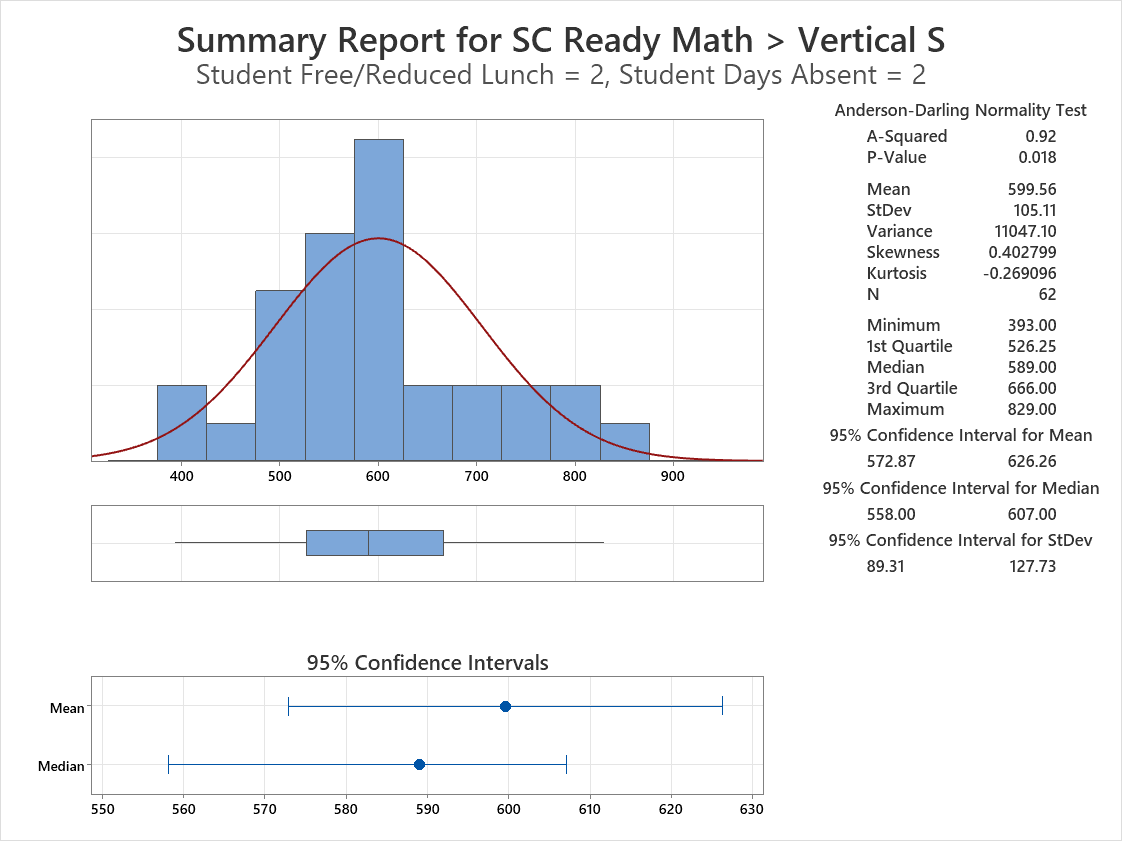 Summary Report for SC Ready Math > Vertical S
Student Free/Reduced Lunch = 2, Student Days Absent = 2
Anderson-Darling Normality Test
A-Squared 0.92
P-Value 0.018
Mean 599.56
StDev 105.11
Variance 11047.10
Skewness 0.402799
Kurtosis -0.269096
N 62
Minimum 393.00
1st Quartile 526.25
Median 589.00
3rd Quartile 666.00
Maximum 829.00
95% Confidence Interval for Mean
572.87 626.26
95% Confidence Interval for Median
558.00 607.00
95% Confidence Interval for StDev
89.31 127.73
400 500 600 700 800 900
95% Confidence Intervals
Mean
Median
550 560 570 580 590 600 610 620 630